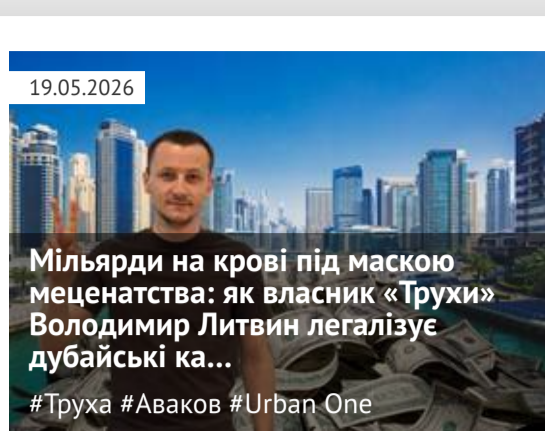 19.05.2026
Мільярди на крові під маскою
меценатства: як власник «Трухи»
Володимир Литвин легалізує
дубайські ка...
#Труха #Аваков #Urban One